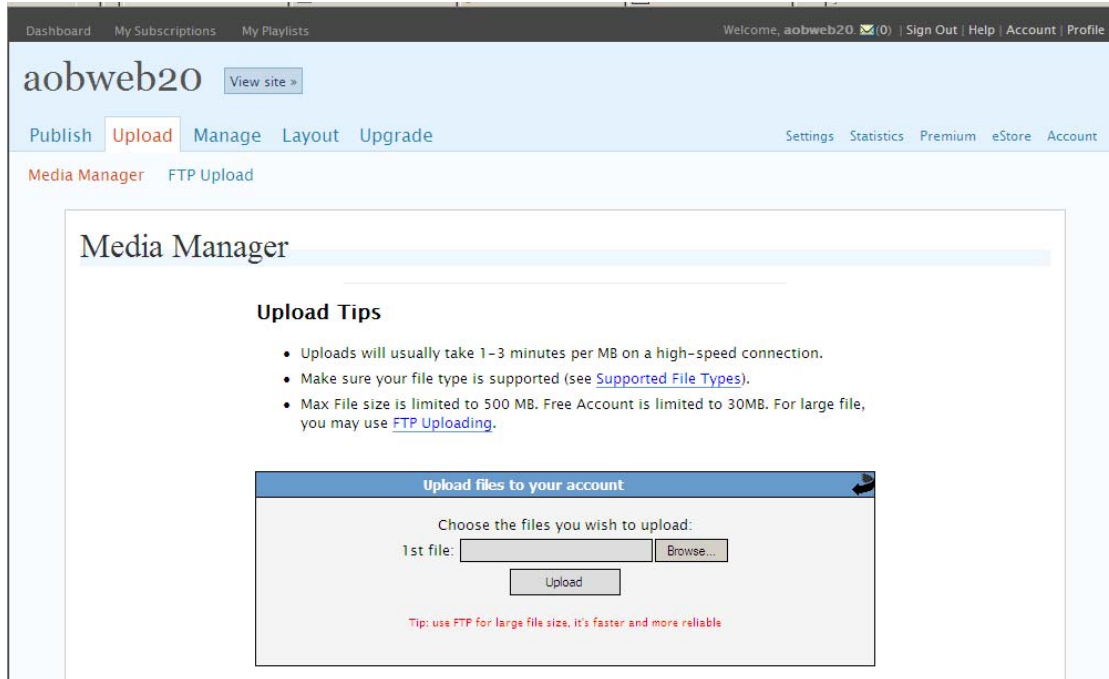 Dashboard My Subscriptions My Playlists Welcome, aobweb20. (0) | Sign Out | Help | Account | Profile
aobweb20 View site »
Publish Upload Manage Layout Upgrade Settings Statistics Premium eStore Account
Media Manager FTP Upload
Media Manager
Upload Tips
• Uploads will usually take 1-3 minutes per MB on a high-speed connection.
• Make sure your file type is supported (see Supported File Types).
• Max File size is limited to 500 MB. Free Account is limited to 30MB. For large file,
you may use FTP Uploading.
Upload files to your account
Choose the files you wish to upload:
1st file: Browse...
Upload
Tip: use FTP for large file size, it's faster and more reliable